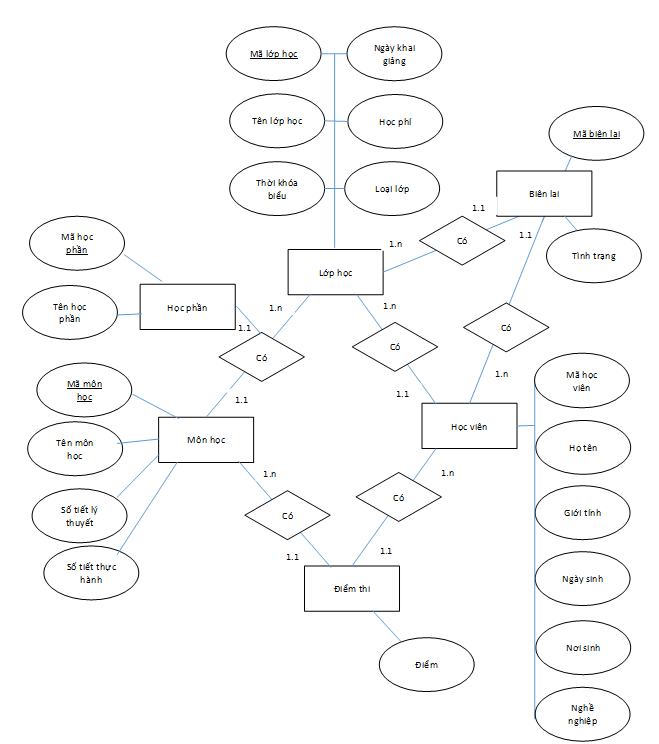 Mã lớp học
Ngày khai
giảng
Tên lớp học
Học phí
Thời khóa
biểu
Loại lớp
Mã biên lai
Biên lai
1.1
1.1
Có
1.n
Tình trạng
Lớp học
Mã học
phần
Học phần
Tên học
phần
1.n
1.n
1.1
Có
Có
Có
1.n
1.1
1.1
Mã môn
học
Mã học
viên
Môn học
Học viên
Tên môn
học
Họ tên
1.n
1.n
Số tiết lý
thuyết
Có
Có
Giới tính
1.1
1.1
Số tiết thực
hành
Điểm thi
Ngày sinh
Điểm
Nơi sinh
Nghề
nghiệp